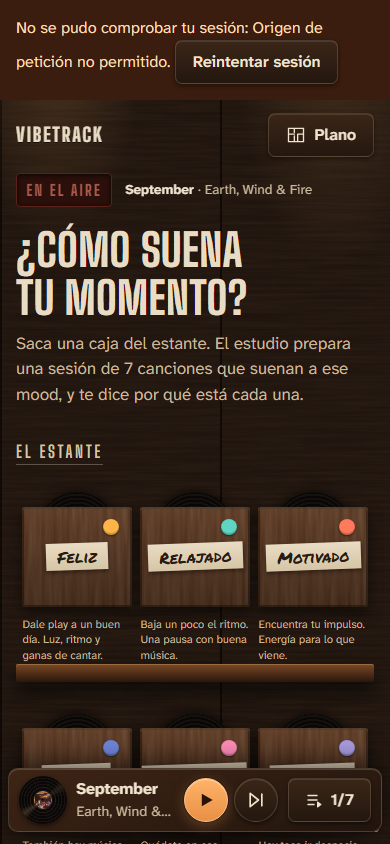 No se pudo comprobar tu sesión: Origen de
petición no permitido. Reintentar sesión
VIBETRACK
Plano
EN EL AIRE
September · Earth, Wind & Fire
¿CÓMO SUENA
TU MOMENTO?
Saca una caja del estante. El estudio prepara
una sesión de 7 canciones que suenan a ese
mood, y te dice por qué está cada una.
EL ESTANTE
FELIZ
RELAJADO
MOTIVADO
Dale play a un buen
día. Luz, ritmo y
ganas de cantar.
Baja un poco el ritmo.
Una pausa con buena
música.
Encuentra tu impulso.
Energía para lo que
viene.
September
Earth, Wind &...
1/7